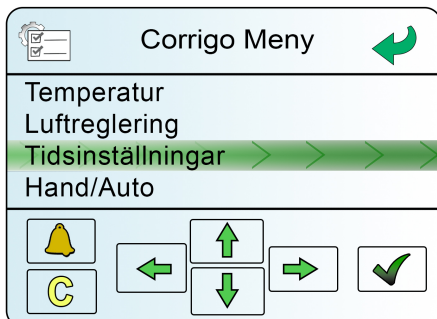 Corrigo Meny
Temperatur
Luftreglering
Tidsinställningar
Hand/Auto
C